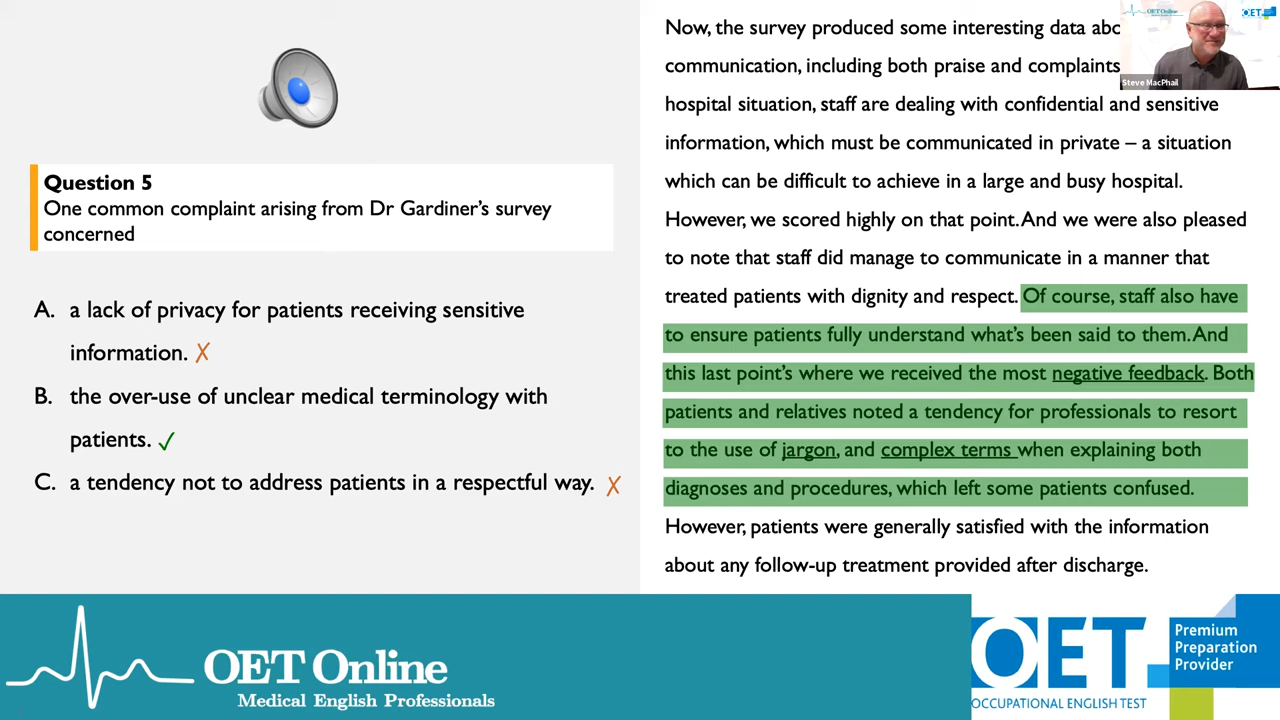 Question 5
One common complaint arising from Dr Gardiner's survey
concerned
A. a lack of privacy for patients receiving sensitive
information. ✗
B. the over-use of unclear medical terminology with
patients. ✓
C. a tendency not to address patients in a respectful way. ✗
Now, the survey produced some interesting data
communication, including both praise and complaints
hospital situation, staff are dealing with confidential and sensitive
information, which must be communicated in private – a situation
which can be difficult to achieve in a large and busy hospital.
However, we scored highly on that point. And we were also pleased
to note that staff did manage to communicate in a manner that
treated patients with dignity and respect. Of course, staff also have
to ensure patients fully understand what's been said to them. And
this last point's where we received the most negative feedback. Both
patients and relatives noted a tendency for professionals to resort
to the use of jargon, and complex terms when explaining both
diagnoses and procedures, which left some patients confused.
However, patients were generally satisfied with the information
about any follow-up treatment provided after discharge.
OET Online
OET
Steve MacPhail
OET Online
Medical English Professionals
OET
OCCUPATIONAL ENGLISH TEST
Premium
Preparation
Provider